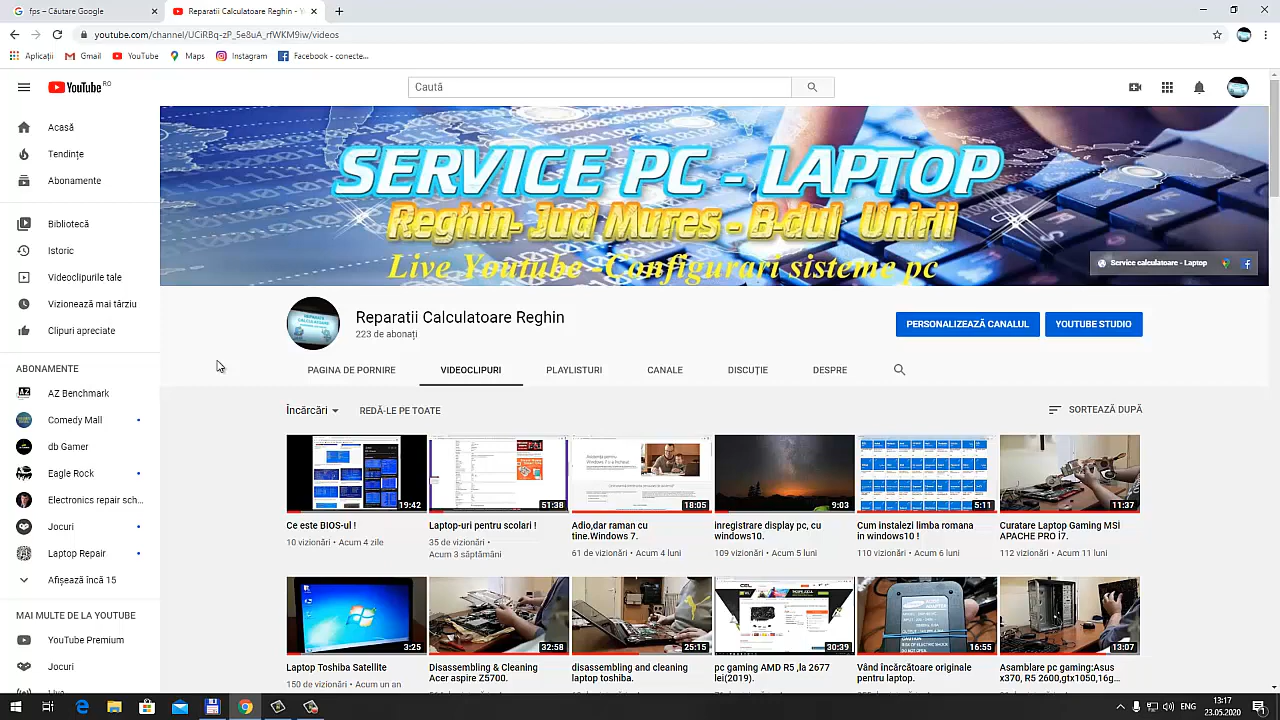 fps – Căutare Google
Reparatii Calculatoare Reghin - Y
youtube.com/channel/UCiRBq-zP_5e8uA_rfWKM9iw/videos
Aplicații Gmail YouTube Maps Instagram Facebook - conecte...
YouTube RO
Caută
SERVICE PC - LAPTOP
Reghin- Jud Mures - B-dul Unirii
Live Youtube -Configurari sisteme pc
Service calculatoare - Laptop
Acasă
Tendințe
Abonamente
Bibliotecă
Istoric
Videoclipurile tale
Vizionează mai târziu
Clipuri apreciate
ABONAMENTE
AZ Benchmark
Comedy Mall
db Gamer
Eagle Rock
Electronics repair sch...
Jocuri
Laptop Repair
Afișează încă 15
MAI MULTE DE LA YOUTUBE
YouTube Premium
Jocuri
Live
Reparatii Calculatoare Reghin
223 de abonați
PERSONALIZEAZĂ CANALUL YOUTUBE STUDIO
PAGINA DE PORNIRE VIDEOCLIPURI PLAYLISTURI CANALE DISCUȚIE DESPRE
Încărcări REDĂ-LE PE TOATE SORTEAZĂ DUPĂ
19:42
Ce este BIOS-ul !
10 vizionări • Acum 4 zile
51:38
Laptop-uri pentru scolari !
35 de vizionări •
Acum 3 săptămâni
18:05
Adio,dar raman cu
tine.Windows 7.
61 de vizionări • Acum 4 luni
9:03
inregistrare display pc, cu
windows10.
109 vizionări • Acum 5 luni
5:11
Cum instalezi limba romana
in windows10 !
110 vizionări • Acum 6 luni
11:37
Curatare Laptop Gaming MSI
APACHE PRO i7.
112 vizionări • Acum 11 luni
3:25
Laptop Toshiba Satellite
150 de vizionări • Acum un an
32:58
Disassembling & Cleaning
Acer aspire Z5700.
25:15
disassembling and cleaning
laptop toshiba.
30:39
pc gaming AMD R5 ,la 2677
lei(2019).
16:55
Vând încărcătoare originale
pentru laptop.
13:07
Asamblare pc gaming:Asus
x370, R5 2600,gtx1050,16g...
ENG
13:17
23.05.2020